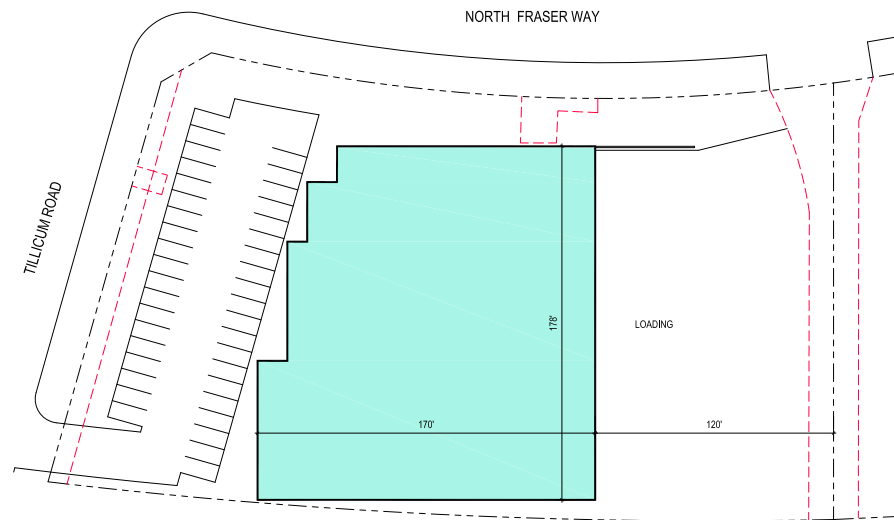 NORTH FRASER WAY
TILLICUM ROAD
178'
LOADING
170'
120'